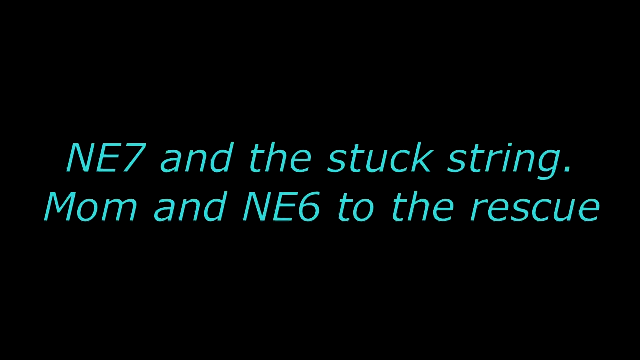 NE7 and the stuck string.
Mom and NE6 to the rescue